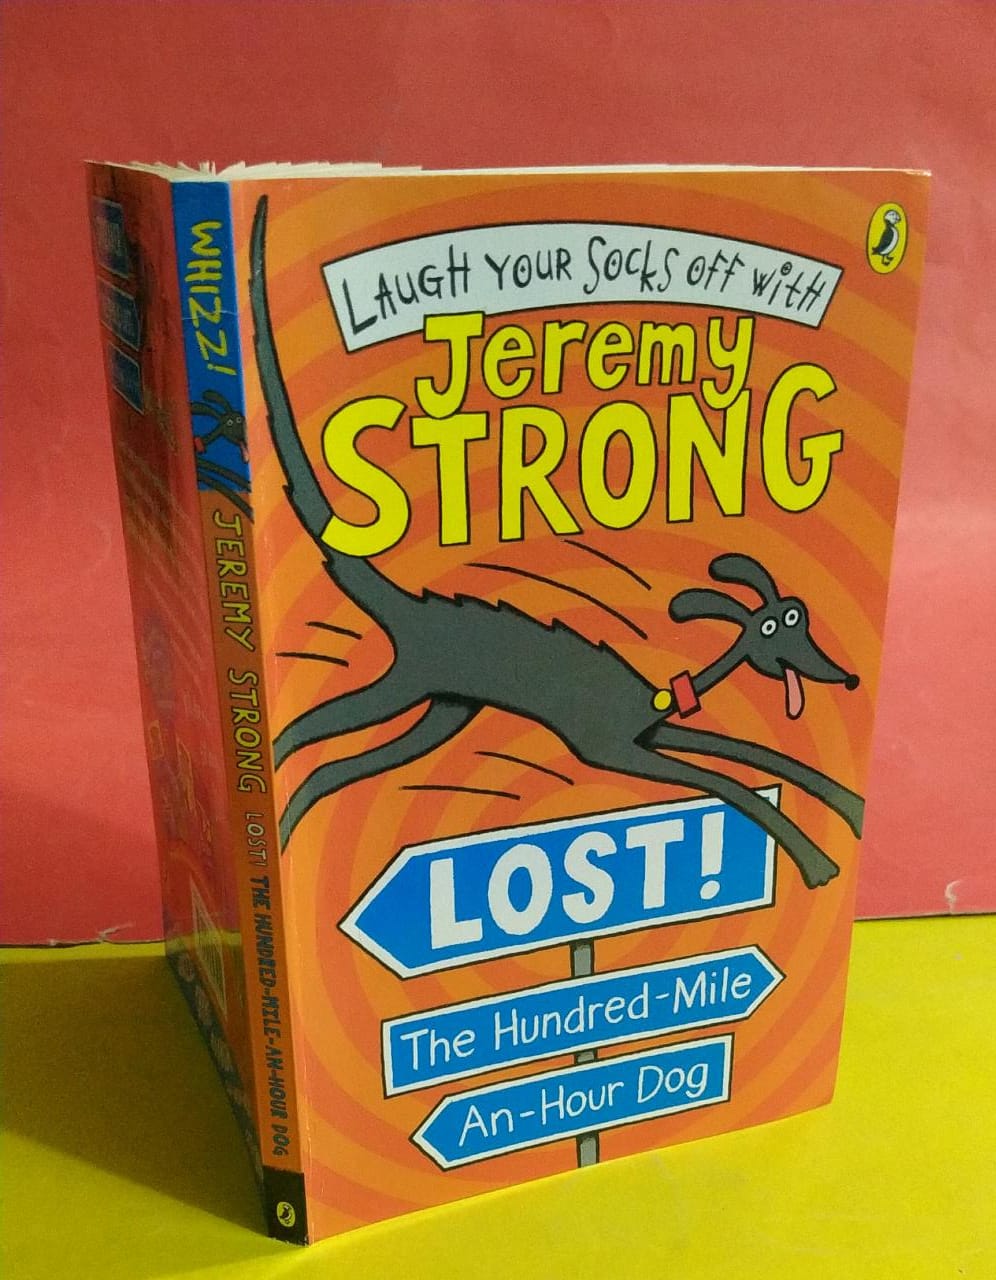 LAUGH YOUR SOCKS OFF WITH
Jeremy
STRONG
LOST!
The Hundred-Mile
An-Hour Dog
WHIZZ!
JEREMY STRONG LOST! THE HUNDRED-MILE-AN-HOUR DOG